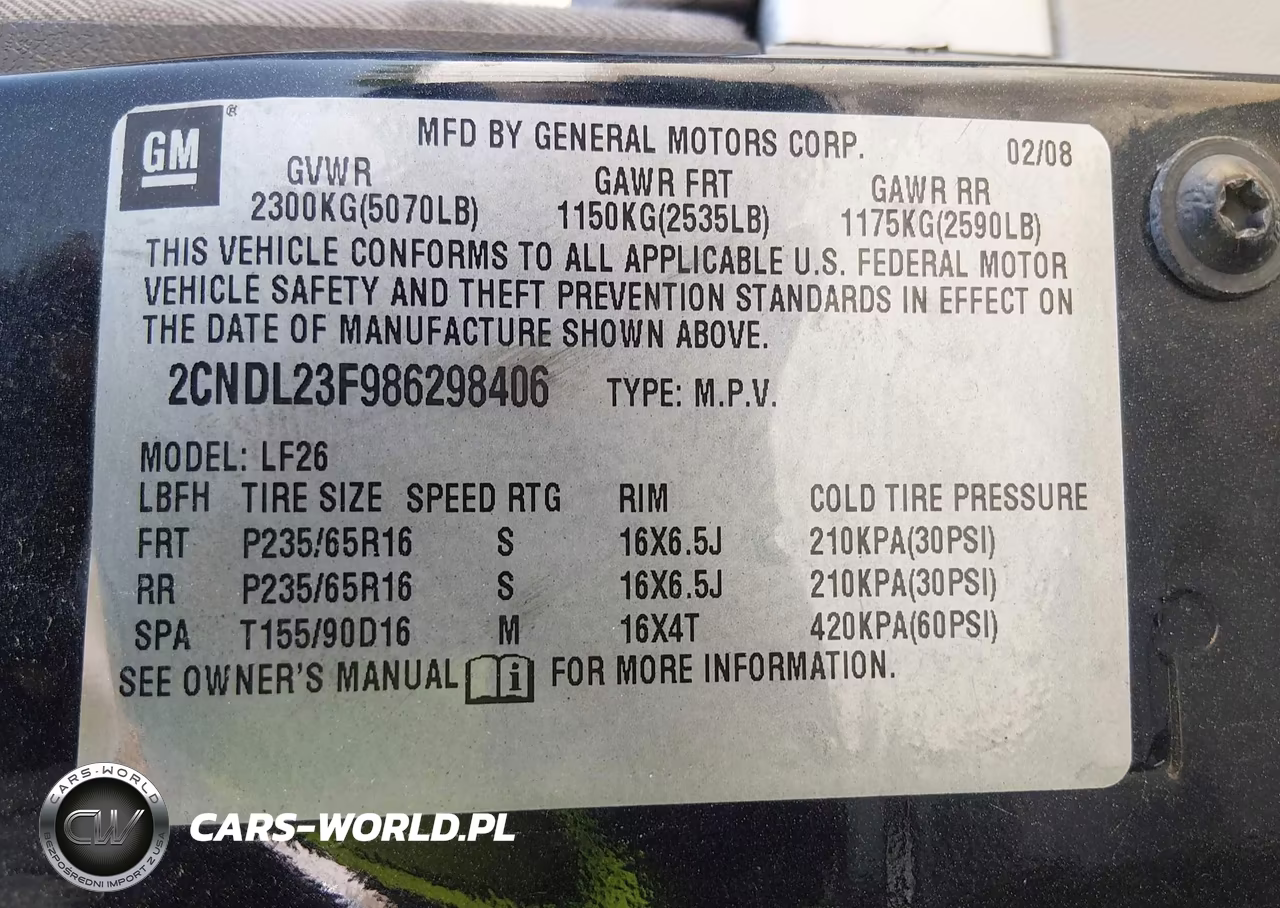 GM ®
MFD BY GENERAL MOTORS CORP. 02/08
GVWR GAWR FRT GAWR RR
2300KG(5070LB) 1150KG(2535LB) 1175KG(2590LB)
THIS VEHICLE CONFORMS TO ALL APPLICABLE U.S. FEDERAL MOTOR
VEHICLE SAFETY AND THEFT PREVENTION STANDARDS IN EFFECT ON
THE DATE OF MANUFACTURE SHOWN ABOVE.
2CNDL23F986298406 TYPE: M.P.V.
MODEL: LF26
LBFH TIRE SIZE SPEED RTG RIM COLD TIRE PRESSURE
FRT P235/65R16 S 16X6.5J 210KPA(30PSI)
RR P235/65R16 S 16X6.5J 210KPA(30PSI)
SPA T155/90D16 M 16X4T 420KPA(60PSI)
SEE OWNER'S MANUAL i FOR MORE INFORMATION.
CARS-WORLD
CW
BEZPOŚREDNI IMPORT Z USA
CARS-WORLD.PL